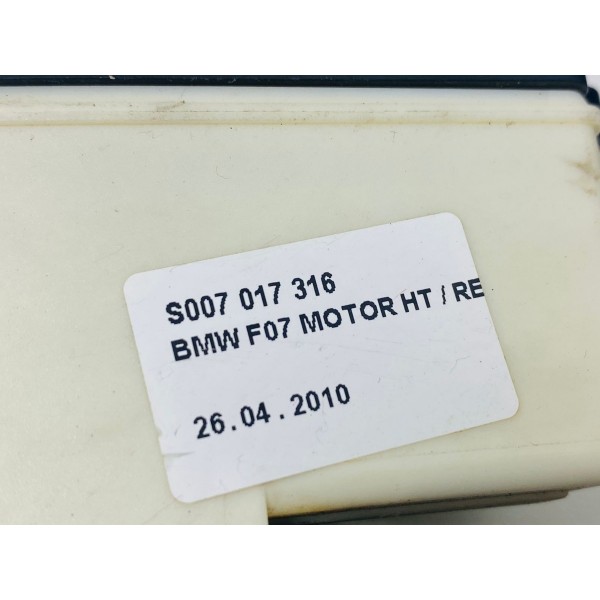 S007 017 316
BMW F07 MOTOR HT / RE
26.04.2010